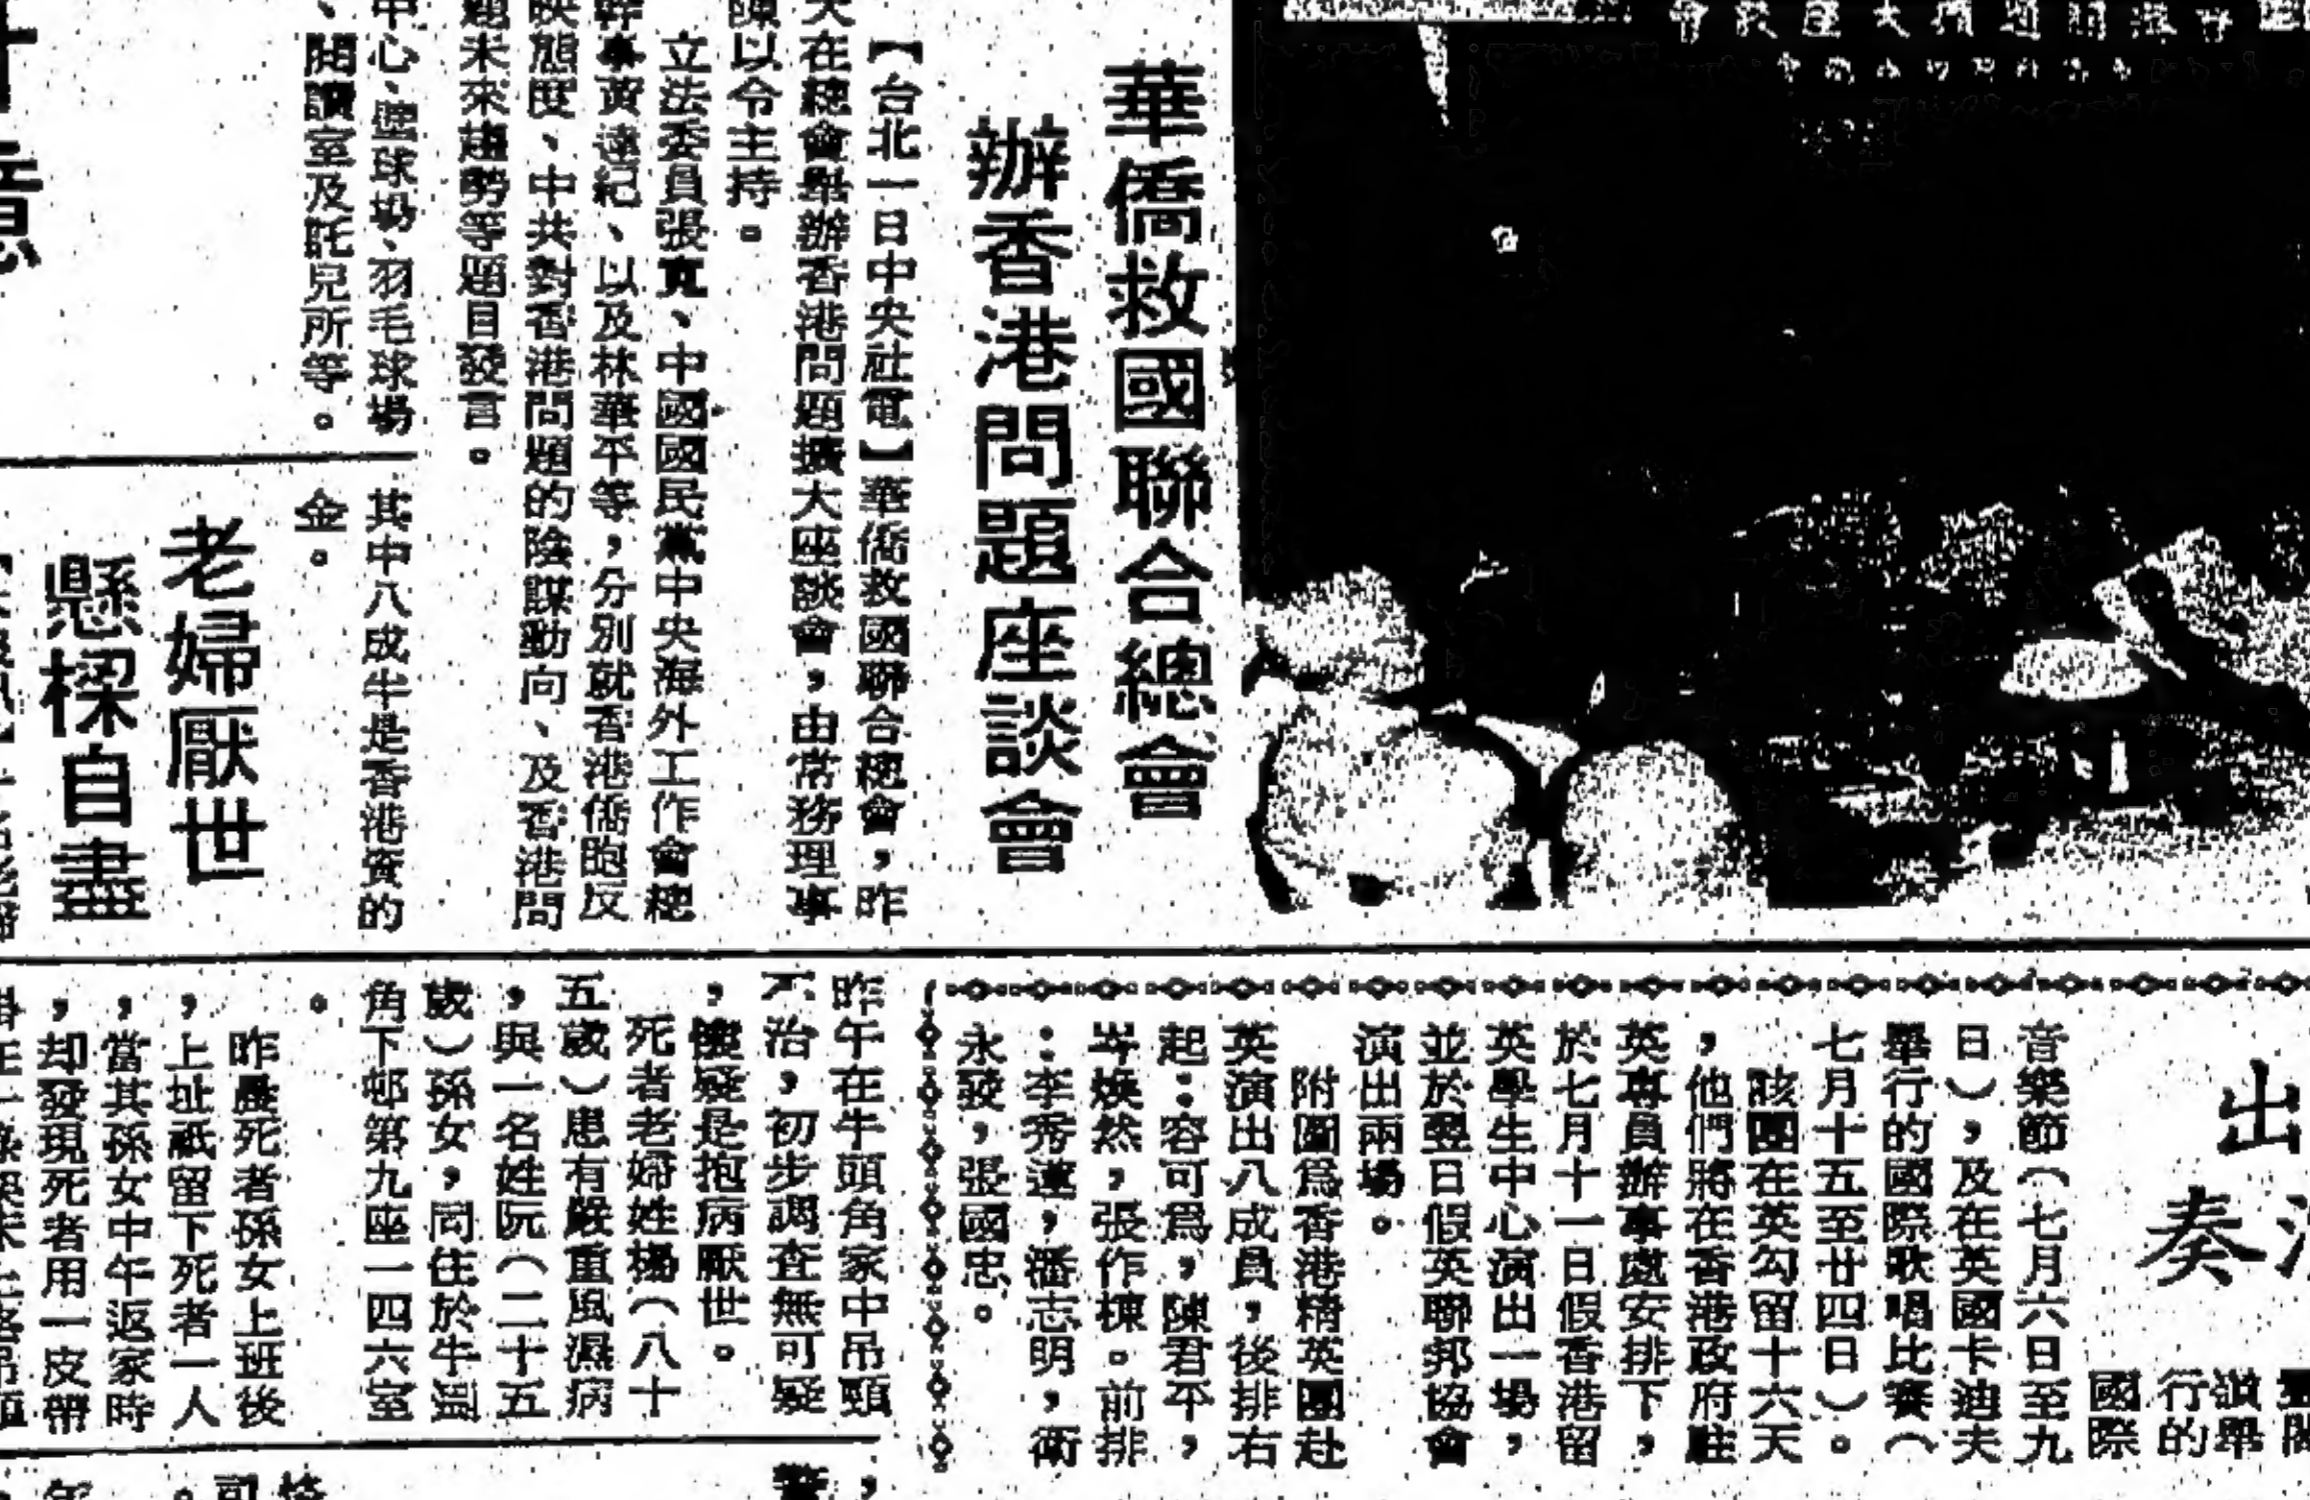 華僑救國聯合總會
辦香港問題座談會
【台北一日中央社電】華僑救國聯合總會，昨
天在總會舉辦香港問題擴大座談會，由常務理事
陳以令主持。
立法委員張寬、中國國民黨中央海外工作會總
幹事黃遠紀、以及林華平等，分別就香港僑胞反
映態度、中共對香港問題的陰謀動向、及香港問
題未來趨勢等題目發言。
中心、壁球場、羽毛球場
、閱讀室及託兒所等。
其中八成半是香港賽的
金。
老婦厭世
懸樑自盡
昨午在牛頭角家中吊頸
不治，初步調查無可疑
，懷疑是抱病厭世。
死者老婦姓楊（八十
五歲）患有嚴重風濕病
，與一名姓阮（二十五
歲）孫女，同住於牛頭
角下邨第九座一四六室
。
昨晨死者孫女上班後
，上址祇留下死者一人
，當其孫女中午返家時
，却發現死者用一皮帶
出
奏
行的
國際
音樂節（七月六日至九
日），及在英國卡迪夫
舉行的國際歌唱比賽（
七月十五至廿四日）。
該團在英勾留十六天
，他們將在香港政府駐
英專員辦事處安排下，
於七月十一日假香港留
英學生中心演出一場，
並於翌日假英聯邦協會
演出兩場。
附圖爲香港精英團赴
英演出八成員，後排右
起：容可爲，陳君平，
岑煥然，張作棟。前排
：李秀蓮，潘志明，衛
永發，張國忠。